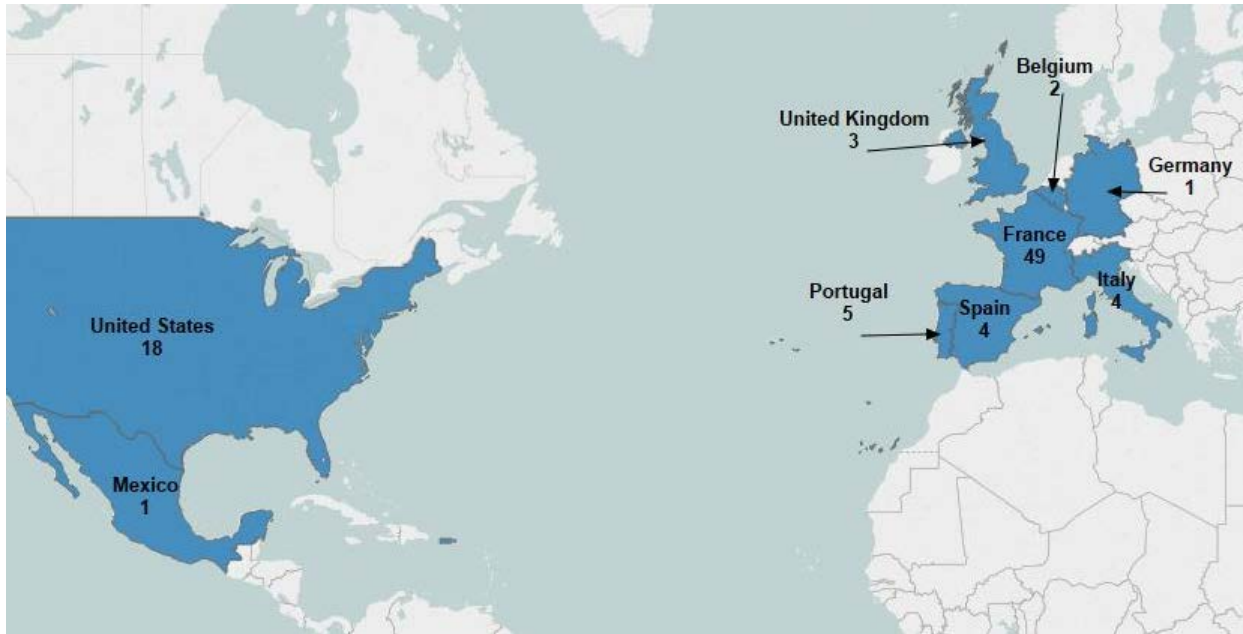 Belgium
2
United Kingdom
3
Germany
1
France
49
Italy
4
Portugal
5
Spain
4
United States
18
Mexico
1